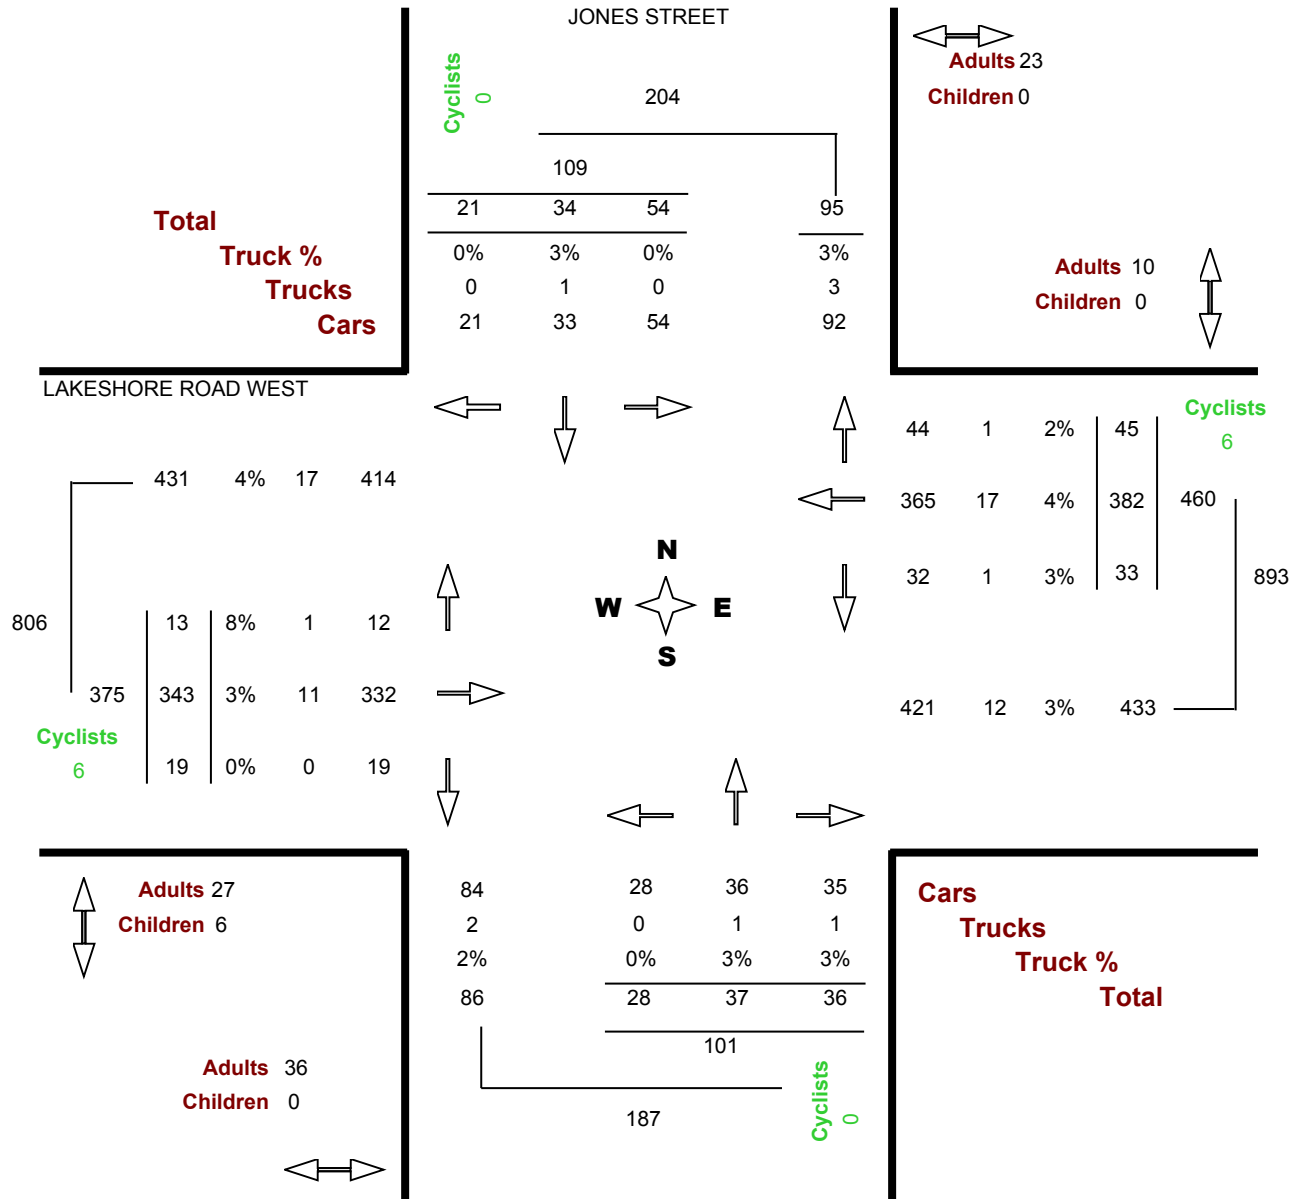 JONES STREET
Cyclists
0
204
Adults 23
Children 0
109
21 34 54 95
Total
0% 3% 0% 3%
Truck %
0 1 0 3
Trucks
21 33 54 92
Cars
Adults 10
Children 0
LAKESHORE ROAD WEST
Cyclists
6
44 1 2% 45
431 4% 17 414
365 17 4% 382 460
N
32 1 3% 33
893
W E
S
806
13 8% 1 12
375 343 3% 11 332
421 12 3% 433
Cyclists
6
19 0% 0 19
Adults 27
Children 6
84 28 36 35
2 0 1 1
2% 0% 3% 3%
86 28 37 36
Cars
Trucks
Truck %
Total
101
Adults 36
Children 0
187
Cyclists
0